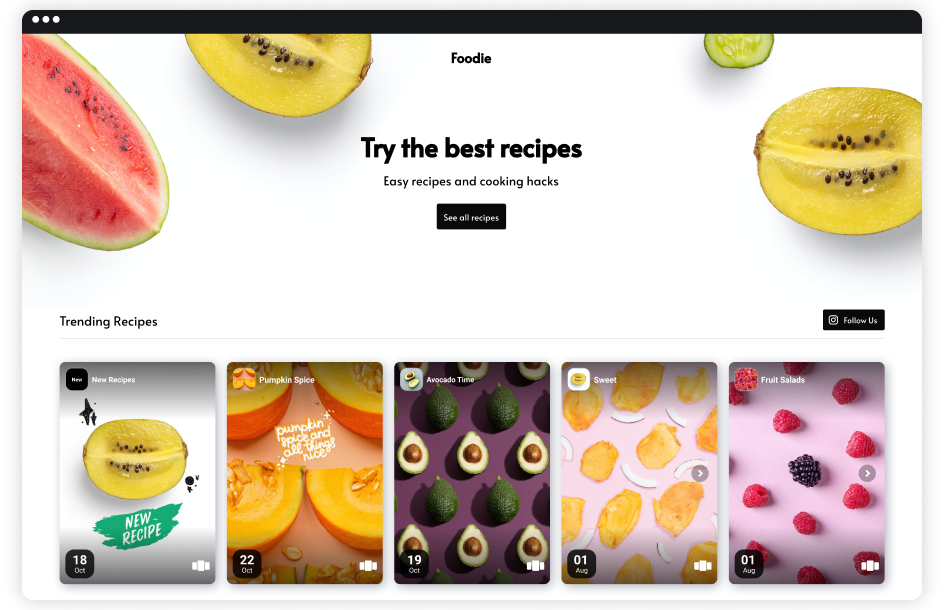 Foodie
Try the best recipes
Easy recipes and cooking hacks
See all recipes
Trending Recipes
Follow Us
New
New Recipes
NEW
RECIPE
18
Oct
Pumpkin Spice
pumpkin
spice and
all things
nice
22
Oct
Avocado Time
19
Oct
Sweet
01
Aug
Fruit Salads
01
Aug